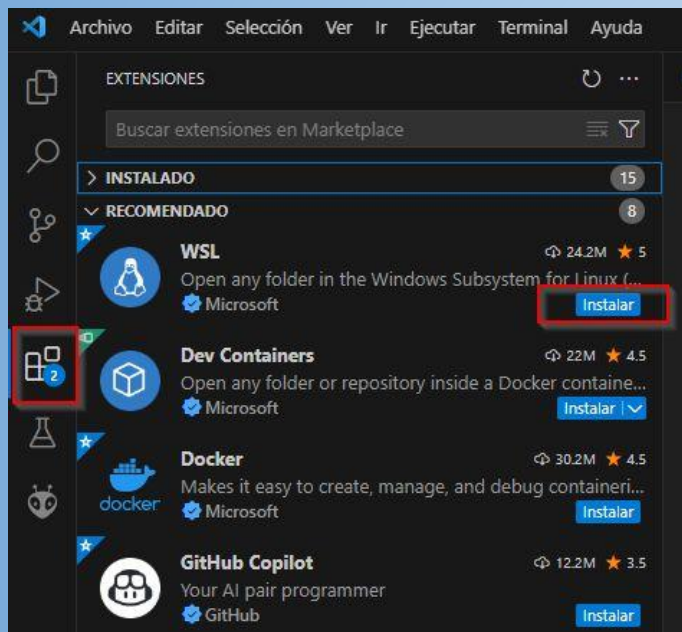 Archivo Editar Selección Ver Ir Ejecutar Terminal Ayuda
EXTENSIONES
Buscar extensiones en Marketplace
INSTALADO 15
RECOMENDADO 8
WSL 24.2M 5
Open any folder in the Windows Subsystem for Linux (...
Microsoft Instalar
2
Dev Containers 22M 4.5
Open any folder or repository inside a Docker containe...
Microsoft Instalar
Docker 30.2M 4.5
Makes it easy to create, manage, and debug containeri...
docker Microsoft Instalar
GitHub Copilot 12.2M 3.5
Your AI pair programmer
GitHub Instalar